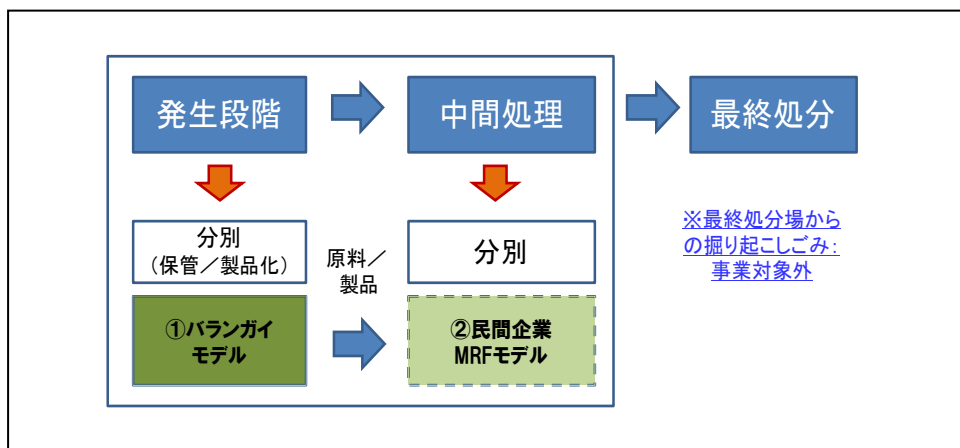 発生段階
中間処理
最終処分
分別
（保管／製品化）
原料／
製品
分別
※最終処分場から
の掘り起こしごみ：
事業対象外
①バランガイ
モデル
②民間企業
MRFモデル